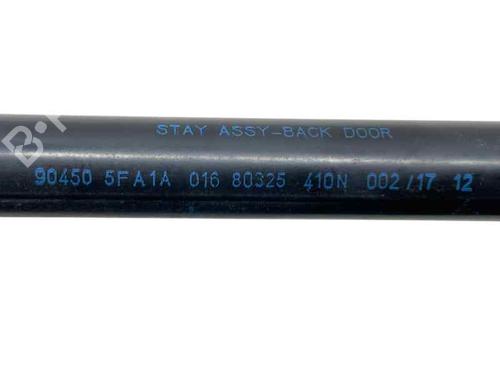 STAY ASSY-BACK DOOR
90450 5FA1A 016 80325 410N 002/17 12